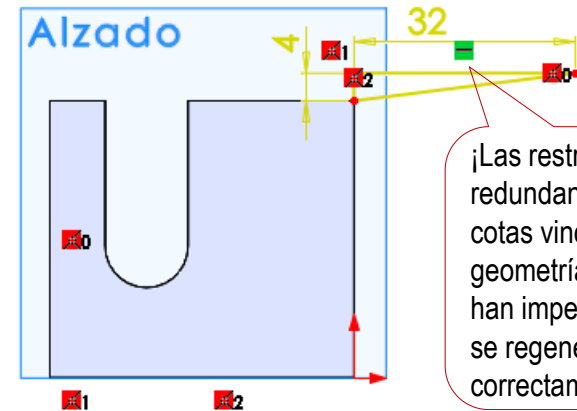 Alzado
32
4
1
2
0
0
1
2
¡Las restr
redundan
cotas vinc
geometría
han impe
se regene
correctan